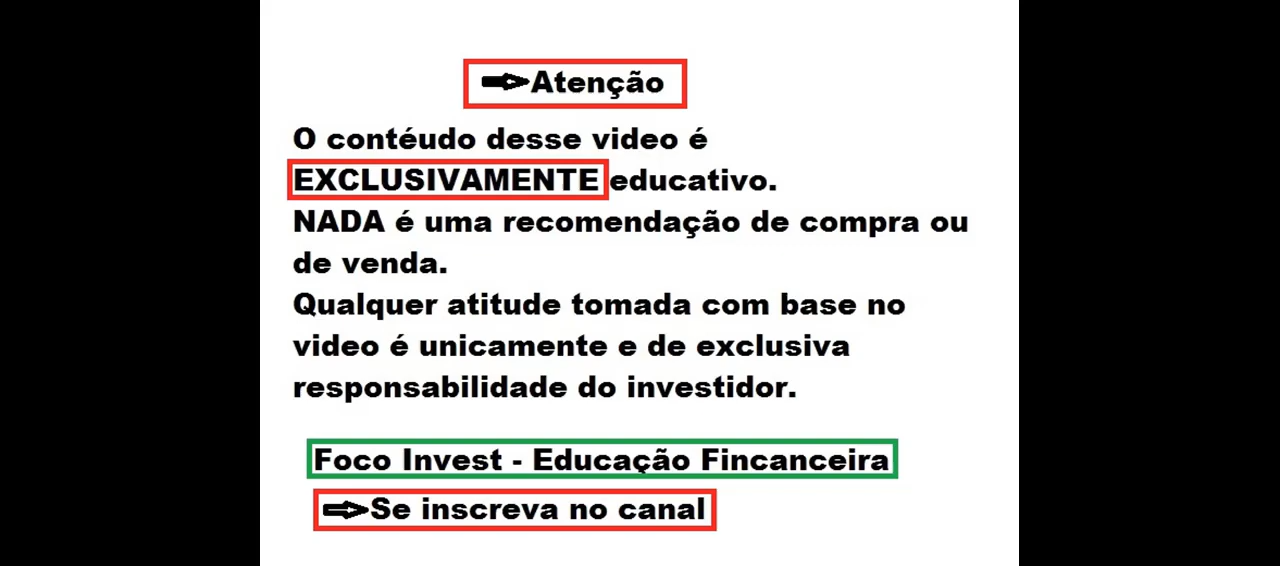 Atenção
O contéudo desse video é
EXCLUSIVAMENTE educativo.
NADA é uma recomendação de compra ou
de venda.
Qualquer atitude tomada com base no
video é unicamente e de exclusiva
responsabilidade do investidor.
Foco Invest - Educação Fincanceira
Se inscreva no canal